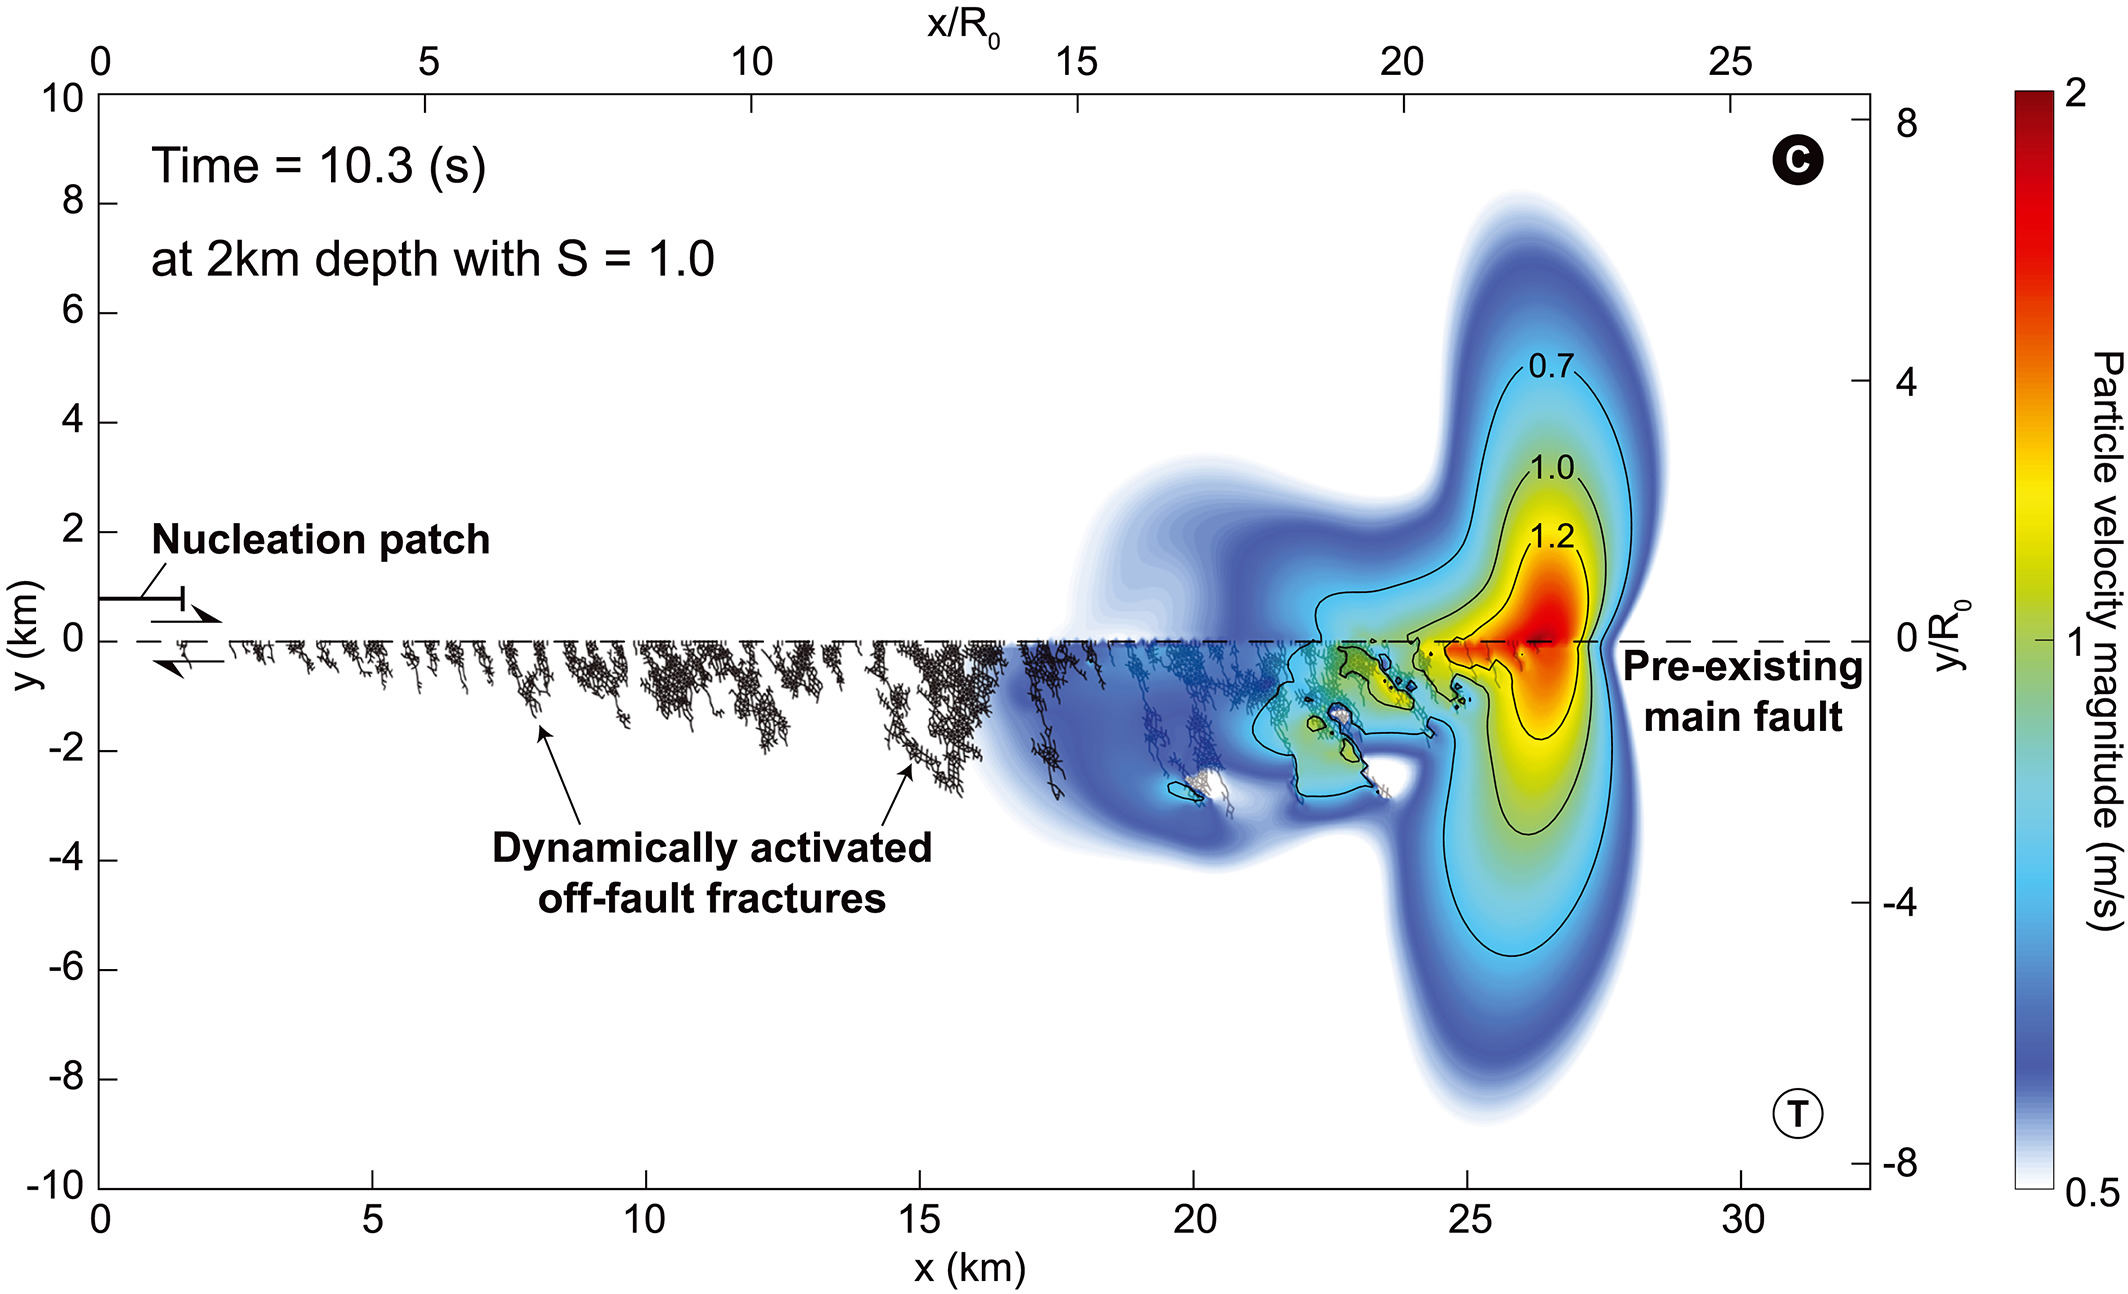 x/R0
0 5 10 15 20 25
10
8
6
4
2
0
-2
-4
-6
-8
-10
y (km)
Time = 10.3 (s)
at 2km depth with S = 1.0
C
Nucleation patch
0.7
1.0
1.2
Pre-existing
main fault
Dynamically activated
off-fault fractures
T
8
4
0
-4
-8
y/R0
0 5 10 15 20 25 30
x (km)
2
1
0.5
Particle velocity magnitude (m/s)